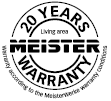 20 YEARS
Living area
MEISTER
WARRANTY
Warranty according to the MeisterWerke warranty conditions